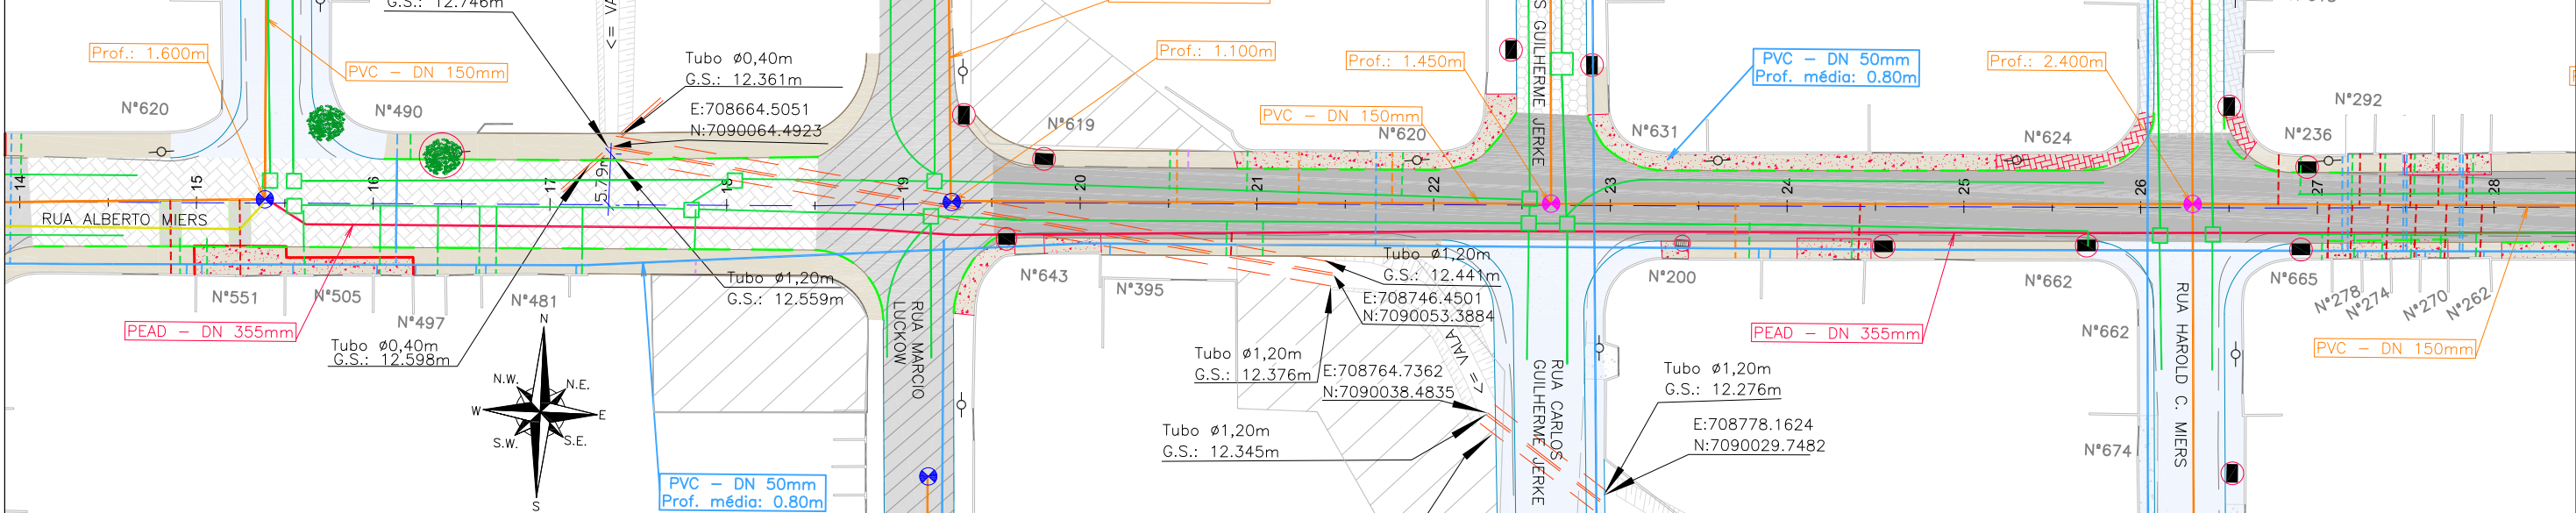 G.S.: 12.746m
<= VA
Prof.: 1.600m
PVC - DN 150mm
Tubo ø0,40m
G.S.: 12.361m
E:708664.5051
N:7090064.4923
Prof.: 1.100m
Prof.: 1.450m
PVC - DN 150mm
S GUILHERME JERKE
PVC - DN 50mm
Prof. média: 0.80m
Prof.: 2.400m
N°620
N°490
N°619
N°620
N°631
N°624
N°292
N°236
14
15
16
17
5.79m
18
19
20
21
22
23
24
25
26
27
28
RUA ALBERTO MIERS
N°551
N°505
N°497
N°481
PEAD - DN 355mm
Tubo ø0,40m
G.S.: 12.598m
Tubo ø1,20m
G.S.: 12.559m
N
N.E.
E
S.E.
S
S.W.
W
N.W.
PVC - DN 50mm
Prof. média: 0.80m
RUA MARCIO
LUCKOW
N°643
N°395
Tubo ø1,20m
G.S.: 12.441m
E:708746.4501
N:7090053.3884
Tubo ø1,20m
G.S.: 12.376m
E:708764.7362
N:7090038.4835
Tubo ø1,20m
G.S.: 12.345m
<= VALA
RUA CARLOS
GUILHERME JERKE
Tubo ø1,20m
G.S.: 12.276m
E:708778.1624
N:7090029.7482
N°200
PEAD - DN 355mm
N°662
N°662
N°674
RUA HAROLD C. MIERS
N°665
N°278
N°274
N°270
N°262
PVC - DN 150mm